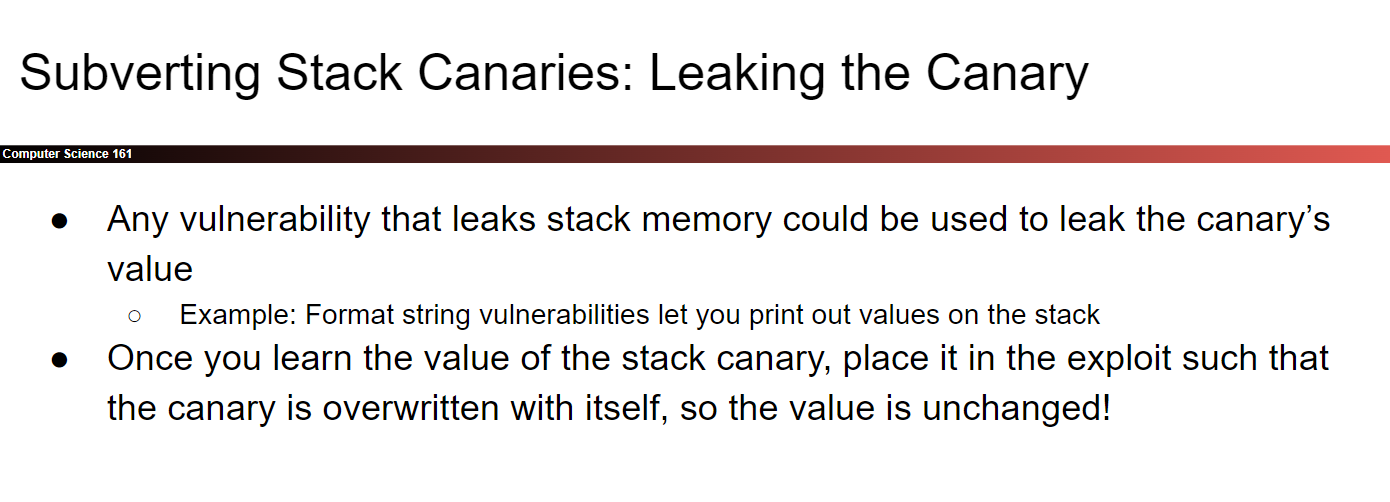 Subverting Stack Canaries: Leaking the Canary
Computer Science 161
● Any vulnerability that leaks stack memory could be used to leak the canary’s
value
○ Example: Format string vulnerabilities let you print out values on the stack
● Once you learn the value of the stack canary, place it in the exploit such that
the canary is overwritten with itself, so the value is unchanged!